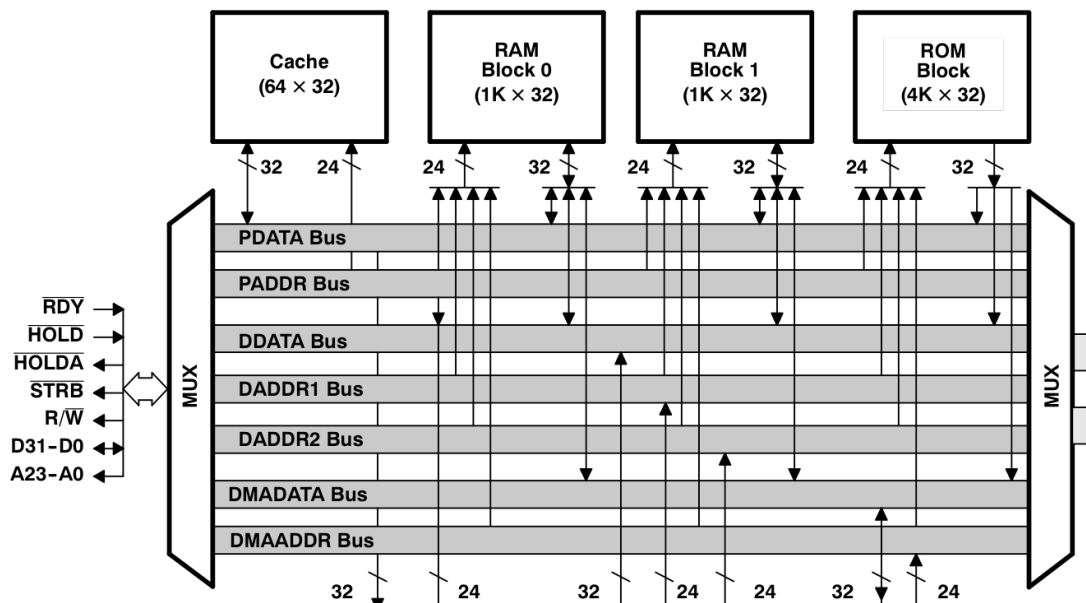 Cache
(64 × 32)
RAM
Block 0
(1K × 32)
RAM
Block 1
(1K × 32)
ROM
Block
(4K × 32)
32
24
24
32
24
32
24
32
PDATA Bus
PADDR Bus
DDATA Bus
DADDR1 Bus
DADDR2 Bus
DMADATA Bus
DMAADDR Bus
MUX
MUX
RDY
HOLD
HOLDA
STRB
R/W
D31–D0
A23–A0
32
24
32
24
24
32
24